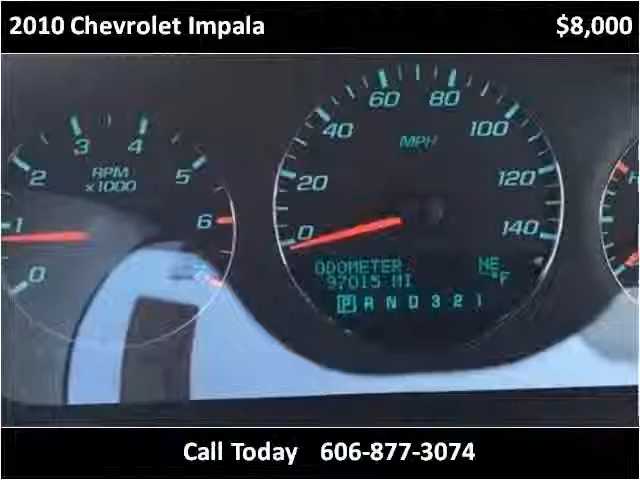 2010 Chevrolet Impala $8,000
60 80
3 4 40 100
2 RPM 5 MPH
x1000 20 120
1 6 0 140
0 ODOMETER NE
97015 MI °F
P R N D 3 2 1
Call Today 606-877-3074